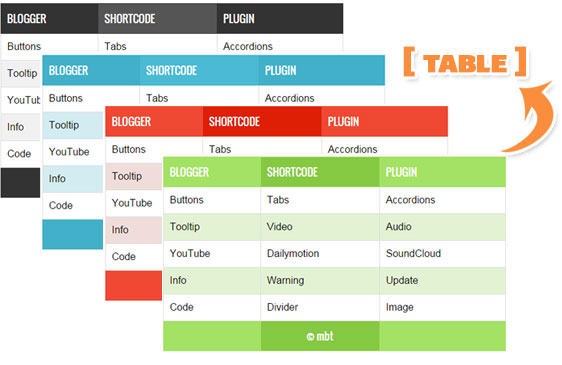 BLOGGER SHORTCODE PLUGIN
Buttons Tabs Accordions
Tooltip
YouTub
Info
Code
BLOGGER SHORTCODE PLUGIN
Buttons Tabs Accordions
Tooltip
YouTube
Info
Code
BLOGGER SHORTCODE PLUGIN
Buttons Tabs Accordions
Tooltip
YouTube
Info
Code
BLOGGER SHORTCODE PLUGIN
Buttons Tabs Accordions
Tooltip Video Audio
YouTube Dailymotion SoundCloud
Info Warning Update
Code Divider Image
© mbt
[ TABLE ]